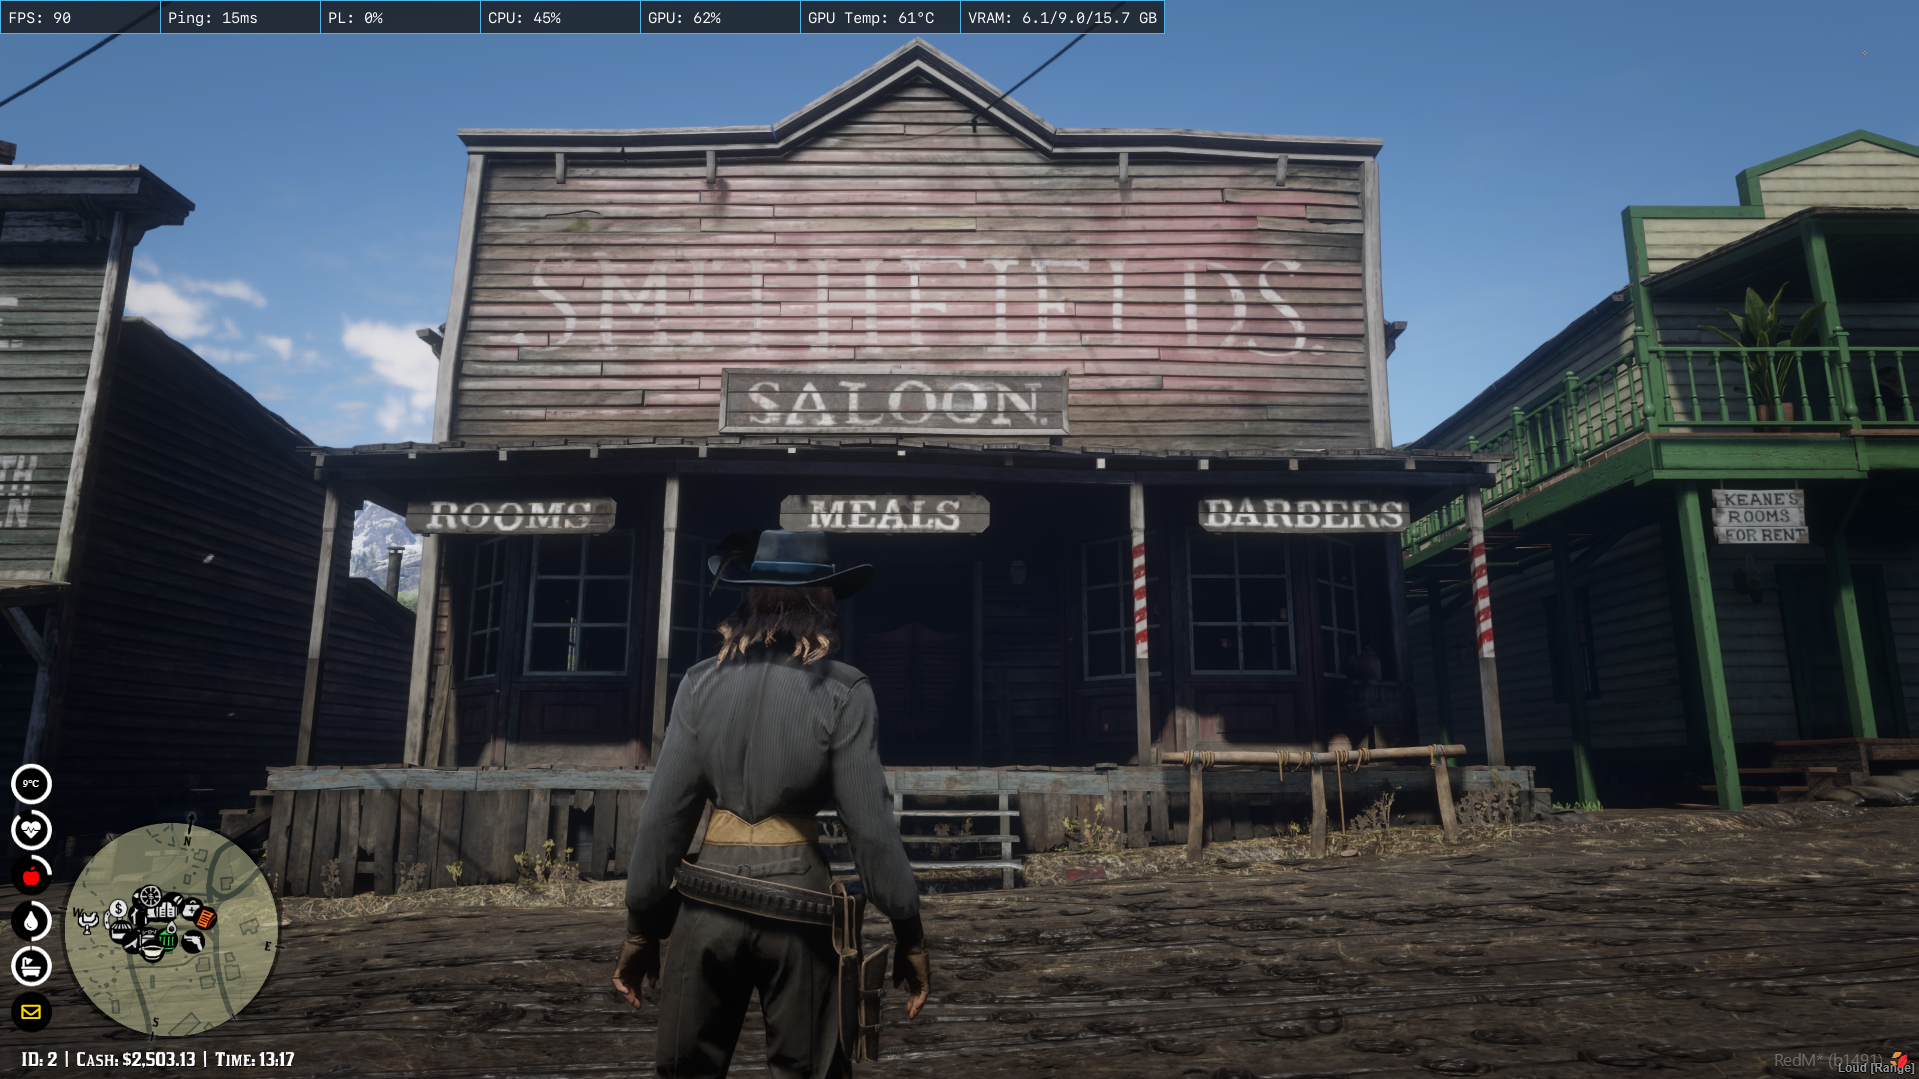 FPS: 90
Ping: 15ms
PL: 0%
CPU: 45%
GPU: 62%
GPU Temp: 61°C
VRAM: 6.1/9.0/15.7 GB
SMITHFIELDS.
SALOON.
ROOMS
MEALS
BARBERS
KEANE'S
ROOMS
FOR RENT
9°C
N
W
E
S
ID: 2 | CASH: $2,503.13 | TIME: 13:17
RedM* (b1491)
Loud [Range]